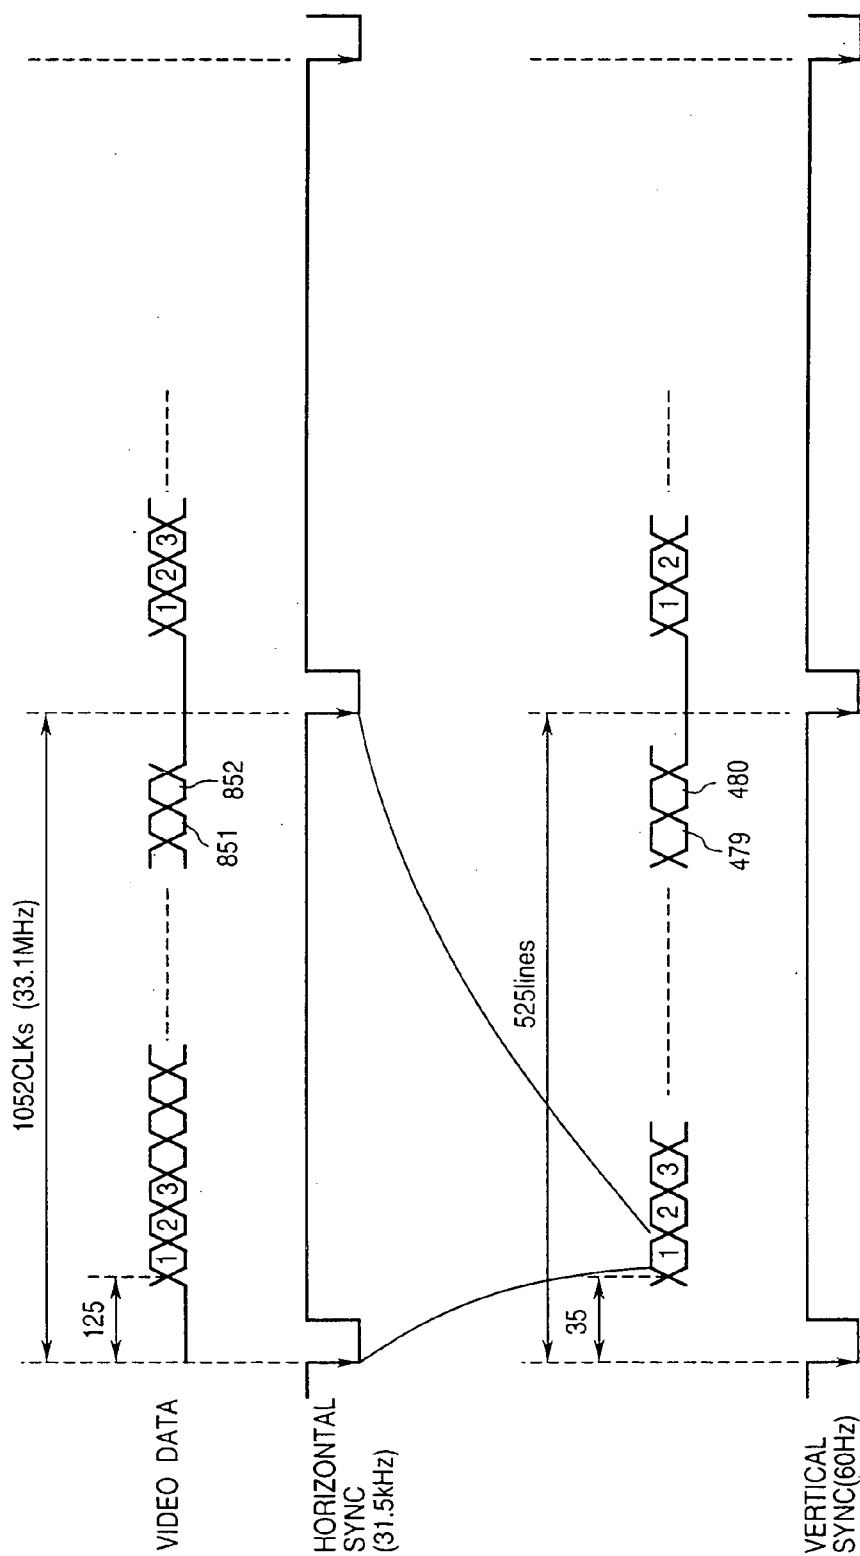 1052CLKs (33.1MHz)
125
VIDEO DATA
1 2 3
851
852
1 2 3
HORIZONTAL
SYNC
(31.5kHz)
525lines
35
1 2 3
479
480
1 2
VERTICAL
SYNC(60Hz)